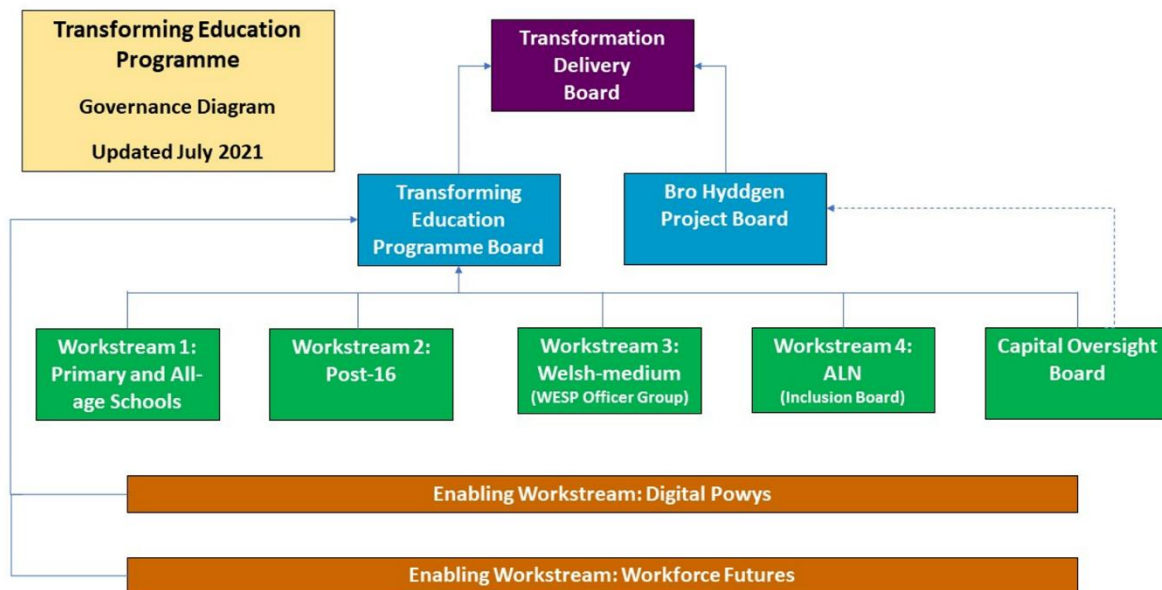 Transforming Education
Programme
Governance Diagram
Updated July 2021
Transformation
Delivery
Board
Transforming
Education
Programme Board
Bro Hyddgen
Project Board
Workstream 1:
Primary and All-
age Schools
Workstream 2:
Post-16
Workstream 3:
Welsh-medium
(WESP Officer Group)
Workstream 4:
ALN
(Inclusion Board)
Capital Oversight
Board
Enabling Workstream: Digital Powys
Enabling Workstream: Workforce Futures